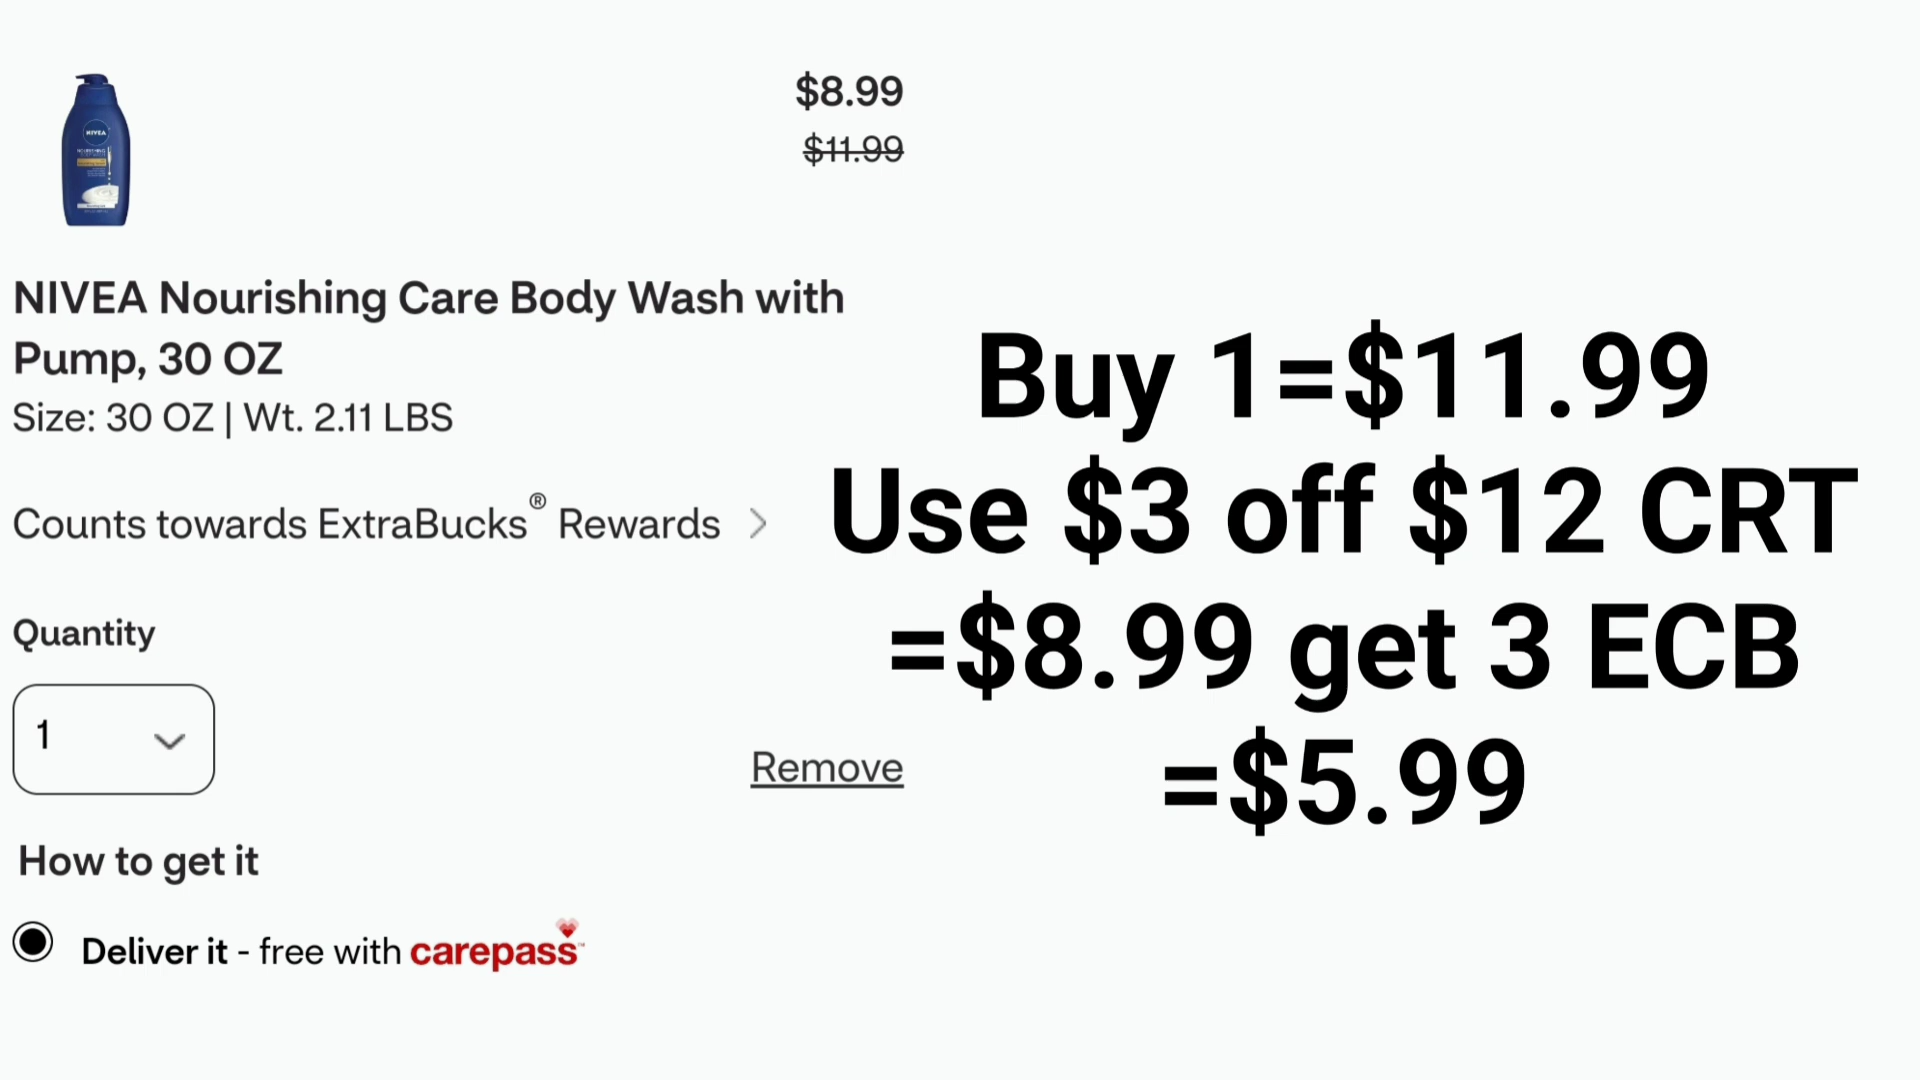 $8.99
$11.99
NIVEA
NIVEA Nourishing Care Body Wash with
Pump, 30 OZ
Size: 30 OZ | Wt. 2.11 LBS
Counts towards ExtraBucks® Rewards
Quantity
1
Remove
How to get it
Deliver it - free with carepass™
Buy 1=$11.99
Use $3 off $12 CRT
=$8.99 get 3 ECB
=$5.99